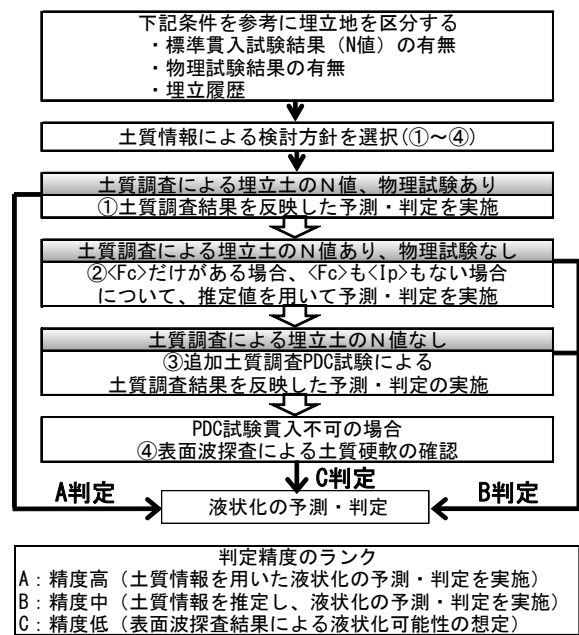 下記条件を参考に埋立地を区分する
・標準貫入試験結果（N値）の有無
・物理試験結果の有無
・埋立履歴
土質情報による検討方針を選択(①～④)
土質調査による埋立土のＮ値、物理試験あり
①土質調査結果を反映した予測・判定を実施
土質調査による埋立土のＮ値あり、物理試験なし
②<Fc>だけがある場合、<Fc>も<Ip>もない場合
について、推定値を用いて予測・判定を実施
土質調査による埋立土のＮ値なし
③追加土質調査PDC試験による
土質調査結果を反映した予測・判定の実施
PDC試験貫入不可の場合
④表面波探査による土質硬軟の確認
A判定
C判定
B判定
液状化の予測・判定
判定精度のランク
A：精度高（土質情報を用いた液状化の予測・判定を実施）
B：精度中（土質情報を推定し、液状化の予測・判定を実施）
C：精度低（表面波探査結果による液状化可能性の想定）